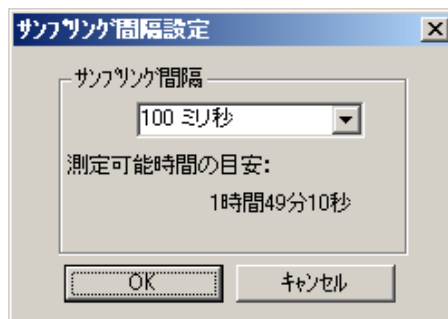 ｻﾝﾌﾟﾘﾝｸﾞ間隔設定
ｻﾝﾌﾟﾘﾝｸﾞ間隔
100 ミリ秒
測定可能時間の目安:
1時間49分10秒
OK
ｷｬﾝｾﾙ